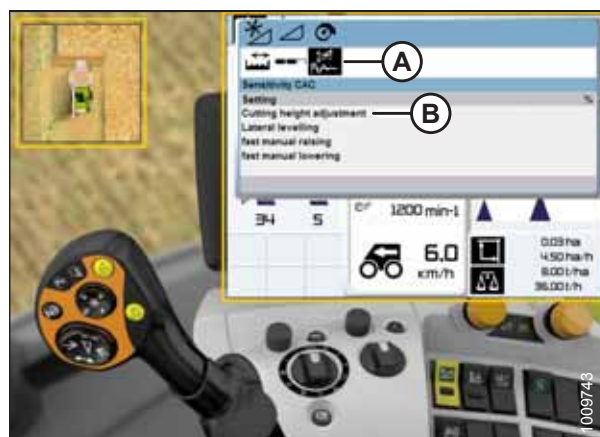 A
Sensitivity CAC
Setting %
Cutting height adjustment
B
Lateral levelling
fast manual raising
fast manual lowering
34 5
1200 min-1
6.0
km/h
0.03 ha
4.50 ha/h
8.00 t/ha
36.00 t/h
1009743